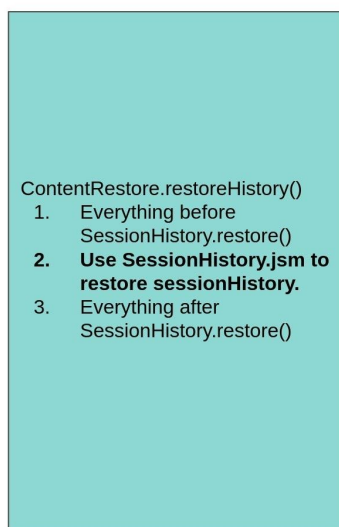 ContentRestore.restoreHistory()
1. Everything before
SessionHistory.restore()
2. Use SessionHistory.jsm to
restore sessionHistory.
3. Everything after
SessionHistory.restore()